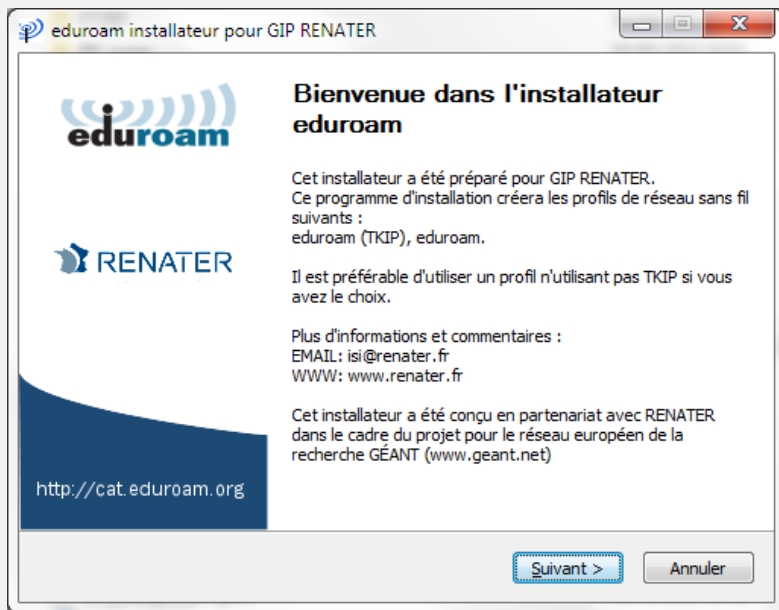 eduroam installateur pour GIP RENATER
eduroam
RENATER
http://cat.eduroam.org
Bienvenue dans l'installateur
eduroam
Cet installateur a été préparé pour GIP RENATER.
Ce programme d'installation créera les profils de réseau sans fil
suivants :
eduroam (TKIP), eduroam.
Il est préférable d'utiliser un profil n'utilisant pas TKIP si vous
avez le choix.
Plus d'informations et commentaires :
EMAIL: isi@renater.fr
WWW: www.renater.fr
Cet installateur a été conçu en partenariat avec RENATER
dans le cadre du projet pour le réseau européen de la
recherche GÉANT (www.geant.net)
Suivant >
Annuler